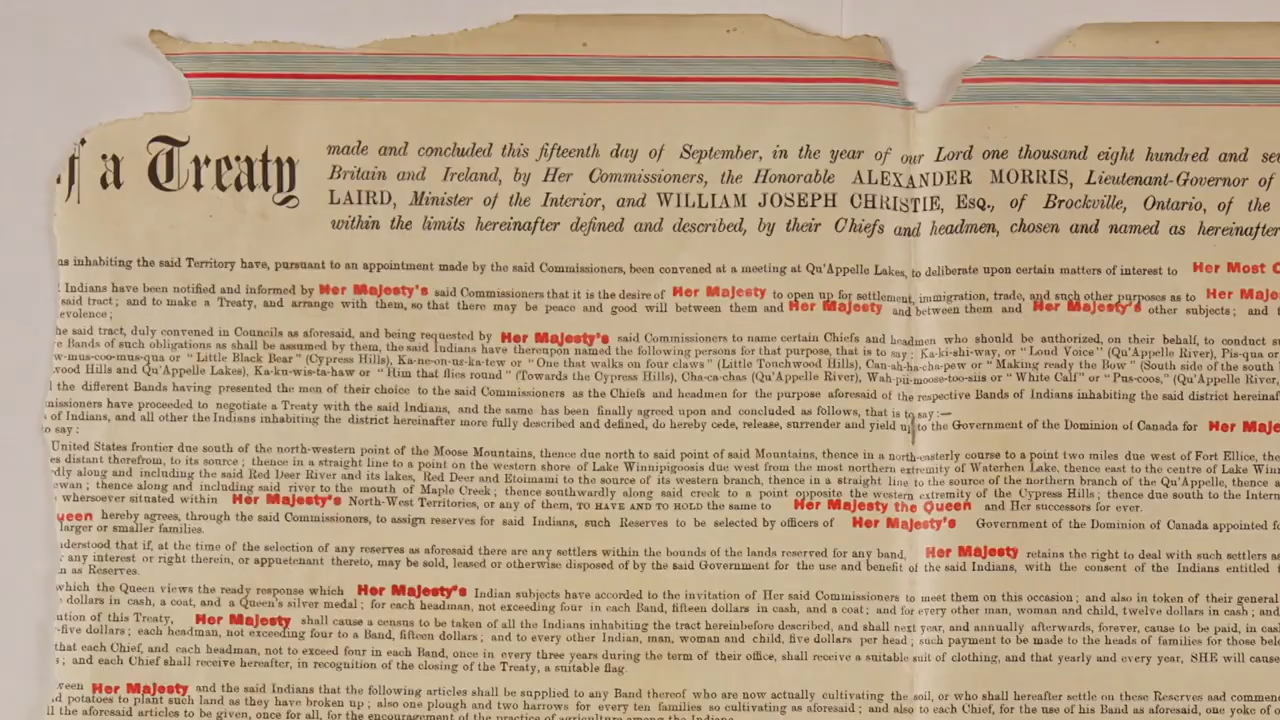 f a Treaty
made and concluded this fifteenth day of September, in the year of our Lord one thousand eight hundred and se
Britain and Ireland, by Her Commissioners, the Honorable ALEXANDER MORRIS, Lieutenant-Governor of
LAIRD, Minister of the Interior, and WILLIAM JOSEPH CHRISTIE, Esq., of Brockville, Ontario, of the
within the limits hereinafter defined and described, by their Chiefs and headmen, chosen and named as hereinafter
ns inhabiting the said Territory have, pursuant to an appointment made by the said Commissioners, been convened at a meeting at Qu'Appelle Lakes, to deliberate upon certain matters of interest to Her Most
Indians have been notified and informed by Her Majesty's said Commissioners that it is the desire of Her Majesty to open up for settlement, immigration, trade, and such other purposes as to Her Maje
said tract; and to make a Treaty, and arrange with them, so that there may be peace and good will between them and Her Majesty and between them and Her Majesty's other subjects; and
evolence;
he said tract, duly convened in Councils as aforesaid, and being requested by Her Majesty's said Commissioners to name certain Chiefs and headmen who should be authorized, on their behalf, to conduct su
e Bands of such obligations as shall be assumed by them, the said Indians have thereupon named the following persons for that purpose, that is to say: Ka-ki-shi-way, or "Loud Voice" (Qu'Appelle River), Pis-qua or
w-mus-coo-mus-qua or "Little Black Bear" (Cypress Hills), Ka-ne-on-us-ka-tew or "One that walks on four claws" (Little Touchwood Hills), Can-ah-ha-cha-pew or "Making ready the Bow" (South side of the south
wood Hills and Qu'Appelle Lakes), Ka-ku-wis-ta-haw or "Him that flies round" (Towards the Cypress Hills), Cha-ca-chas (Qu'Appelle River), Wah-pii-moose-too-siis or "White Calf" or "Pus-coos," (Qu'Appelle River,
l the different Bands having presented the men of their choice to the said Commissioners as the Chiefs and headmen for the purpose aforesaid of the respective Bands of Indians inhabiting the said district hereinaf
missioners have proceeded to negotiate a Treaty with the said Indians, and the same has been finally agreed upon and concluded as follows, that is to say:—
of Indians, and all other the Indians inhabiting the district hereinafter more fully described and defined, do hereby cede, release, surrender and yield up to the Government of the Dominion of Canada for Her Maje
to say:
United States frontier due south of the north-western point of the Moose Mountains, thence due north to said point of said Mountains, thence in a north-easterly course to a point two miles due west of Fort Ellice, the
es distant therefrom, to its source; thence in a straight line to a point on the western shore of Lake Winnipigoosis due west from the most northern extremity of Waterhen Lake, thence east to the centre of Lake Win
dly along and including the said Red Deer River and its lakes, Red Deer and Etoimami to the source of its western branch, thence in a straight line to the source of the northern branch of the Qu'Appelle, thence a
ewan; thence along and including said river to the mouth of Maple Creek; thence southwardly along said creek to a point opposite the western extremity of the Cypress Hills; thence due south to the Intern
whersoever situated within Her Majesty's North-West Territories, or any of them, TO HAVE AND TO HOLD the same to Her Majesty the Queen and Her successors for ever.
ueen hereby agrees, through the said Commissioners, to assign reserves for said Indians, such Reserves to be selected by officers of Her Majesty's Government of the Dominion of Canada appointed fo
larger or smaller families.
nderstood that if, at the time of the selection of any reserves as aforesaid there are any settlers within the bounds of the lands reserved for any band, Her Majesty retains the right to deal with such settlers a
any interest or right therein, or appuetenant thereto, may be sold, leased or otherwise disposed of by the said Government for the use and benefit of the said Indians, with the consent of the Indians entitled
n as Reserves.
which the Queen views the ready response which Her Majesty's Indian subjects have accorded to the invitation of Her said Commissioners to meet them on this occasion; and also in token of their general
dollars in cash, a coat, and a Queen's silver medal; for each headman, not exceeding four in each Band, fifteen dollars in cash, and a coat; and for every other man, woman and child, twelve dollars in cash; and
ution of this Treaty, Her Majesty shall cause a census to be taken of all the Indians inhabiting the tract hereinbefore described, and shall next year, and annually afterwards, forever, cause to be paid, in cash
-five dollars; each headman, not exceeding four to a Band, fifteen dollars; and to every other Indian, man, woman and child, five dollars per head; such payment to be made to the heads of families for those belo
that each Chief, and each headman, not to exceed four in each Band, once in every three years during the term of their office, shall receive a suitable suit of clothing, and that yearly and every year, SHE will cause
s; and each Chief shall receive hereafter, in recognition of the closing of the Treaty, a suitable flag.
ween Her Majesty and the said Indians that the following articles shall be supplied to any Band thereof who are now actually cultivating the soil, or who shall hereafter settle on these Reserves and commen
d potatoes to plant such land as they have broken up; also one plough and two harrows for every ten families so cultivating as aforesaid; and also to each Chief, for the use of his Band as aforesaid, one yoke of o
ll the aforesaid articles to be given, once for all, for the encouragement of the practice of agriculture among the Indians.